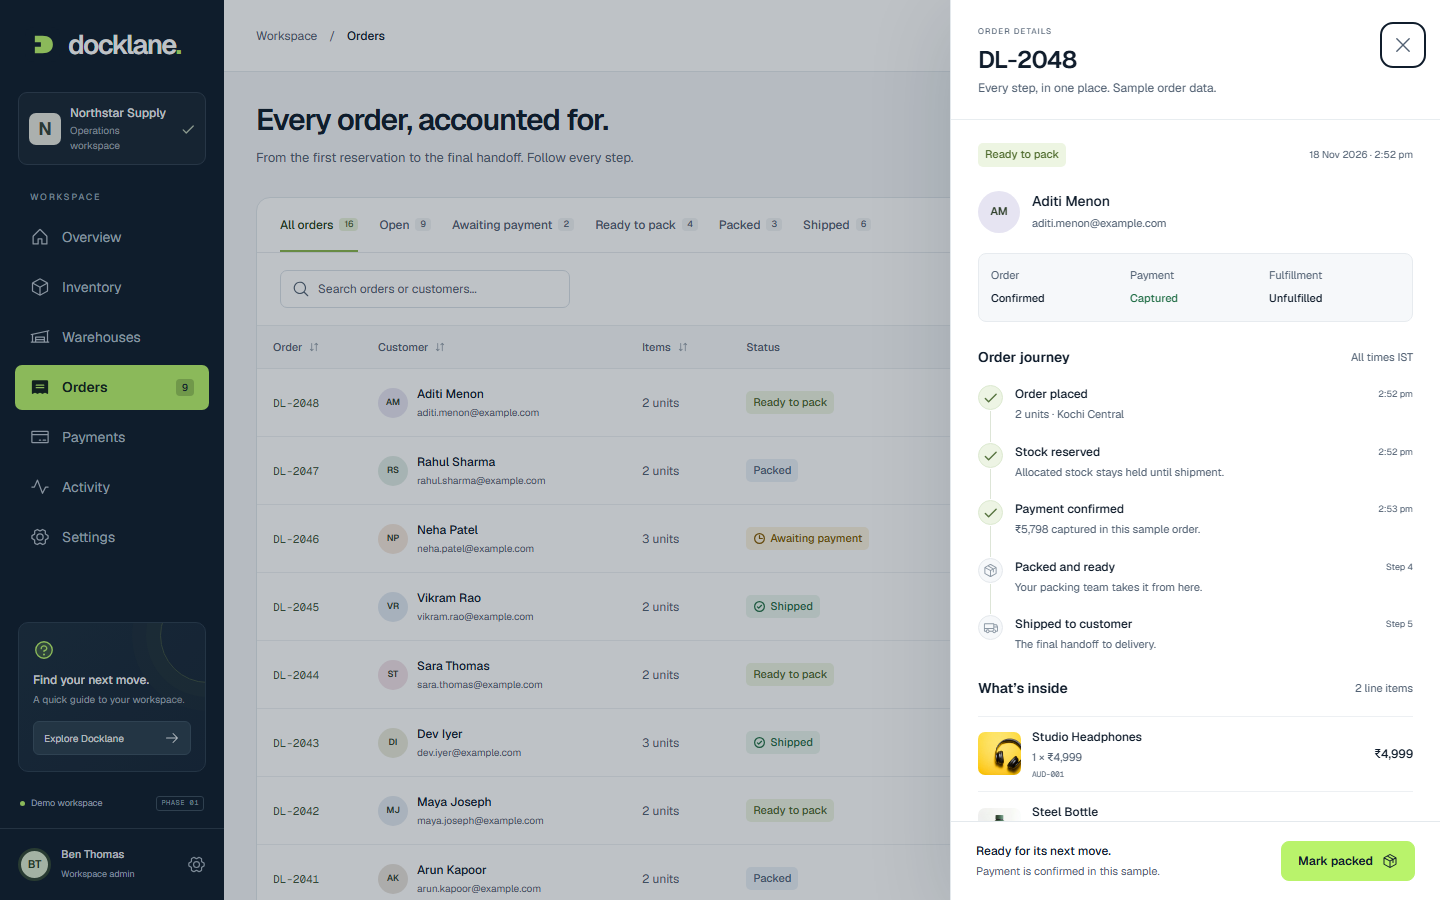 docklane.
N
Northstar Supply
Operations
workspace
WORKSPACE
Overview
Inventory
Warehouses
Orders 9
Payments
Activity
Settings
Find your next move.
A quick guide to your workspace.
Explore Docklane
Demo workspace PHASE 01
BT
Ben Thomas
Workspace admin
Workspace / Orders
Every order, accounted for.
From the first reservation to the final handoff. Follow every step.
All orders 16 Open 9 Awaiting payment 2 Ready to pack 4 Packed 3 Shipped 6
Search orders or customers...
Order Customer Items Status
DL-2048 AM Aditi Menon 2 units Ready to pack
aditi.menon@example.com
DL-2047 RS Rahul Sharma 2 units Packed
rahul.sharma@example.com
DL-2046 NP Neha Patel 3 units Awaiting payment
neha.patel@example.com
DL-2045 VR Vikram Rao 2 units Shipped
vikram.rao@example.com
DL-2044 ST Sara Thomas 2 units Ready to pack
sara.thomas@example.com
DL-2043 DI Dev Iyer 3 units Shipped
dev.iyer@example.com
DL-2042 MJ Maya Joseph 2 units Ready to pack
maya.joseph@example.com
DL-2041 AK Arun Kapoor 2 units Packed
arun.kapoor@example.com
ORDER DETAILS
DL-2048
Every step, in one place. Sample order data.
Ready to pack 18 Nov 2026 · 2:52 pm
AM
Aditi Menon
aditi.menon@example.com
Order Payment Fulfillment
Confirmed Captured Unfulfilled
Order journey All times IST
Order placed 2:52 pm
2 units · Kochi Central
Stock reserved 2:52 pm
Allocated stock stays held until shipment.
Payment confirmed 2:53 pm
₹5,798 captured in this sample order.
Packed and ready Step 4
Your packing team takes it from here.
Shipped to customer Step 5
The final handoff to delivery.
What's inside 2 line items
Studio Headphones
1 × ₹4,999 ₹4,999
AUD-001
Steel Bottle
Ready for its next move.
Payment is confirmed in this sample.
Mark packed